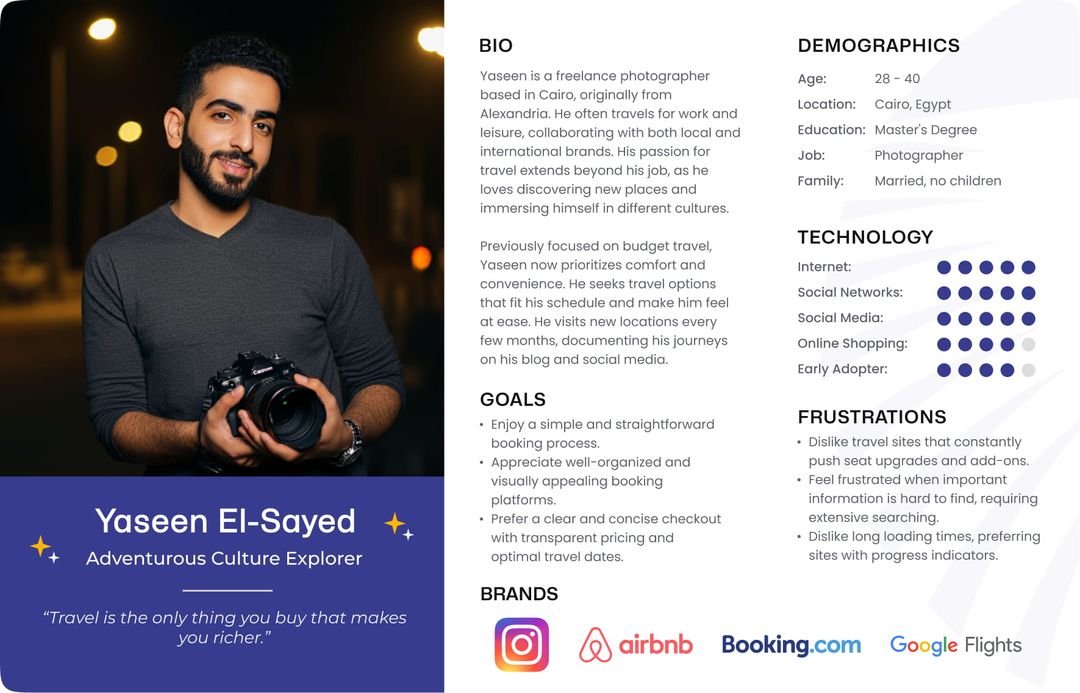 Canon
Yaseen El-Sayed
Adventurous Culture Explorer
“Travel is the only thing you buy that makes
you richer.”
BIO
Yaseen is a freelance photographer
based in Cairo, originally from
Alexandria. He often travels for work and
leisure, collaborating with both local and
international brands. His passion for
travel extends beyond his job, as he
loves discovering new places and
immersing himself in different cultures.
Previously focused on budget travel,
Yaseen now prioritizes comfort and
convenience. He seeks travel options
that fit his schedule and make him feel
at ease. He visits new locations every
few months, documenting his journeys
on his blog and social media.
GOALS
• Enjoy a simple and straightforward
booking process.
• Appreciate well-organized and
visually appealing booking
platforms.
• Prefer a clear and concise checkout
with transparent pricing and
optimal travel dates.
BRANDS
airbnb
Booking.com
Google Flights
DEMOGRAPHICS
Age: 28 - 40
Location: Cairo, Egypt
Education: Master's Degree
Job: Photographer
Family: Married, no children
TECHNOLOGY
Internet:
Social Networks:
Social Media:
Online Shopping:
Early Adopter:
FRUSTRATIONS
• Dislike travel sites that constantly
push seat upgrades and add-ons.
• Feel frustrated when important
information is hard to find, requiring
extensive searching.
• Dislike long loading times, preferring
sites with progress indicators.